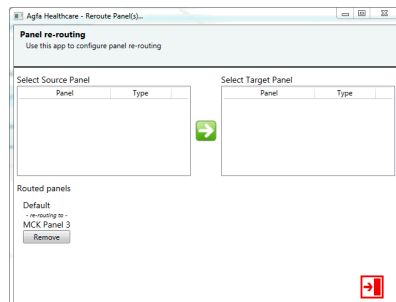 Agfa Healthcare - Reroute Panel(s)...
Panel re-routing
Use this app to configure panel re-routing
Select Source Panel
Select Target Panel
Panel Type
Panel Type
Routed panels
Default
- re-routing to -
MCK Panel 3
Remove